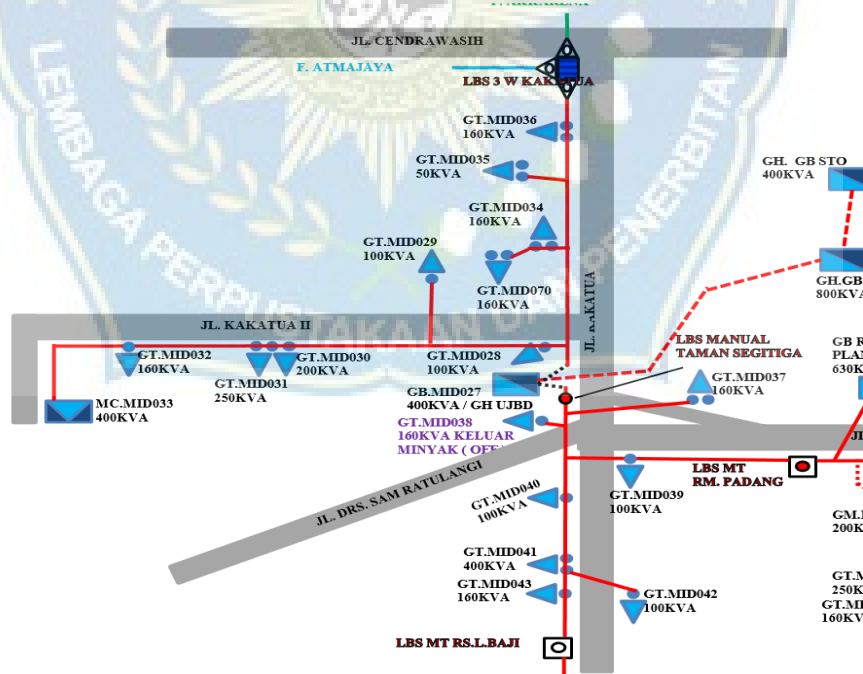 JL. CENDRAWASIH
F. ATMAJAYA
LBS 3 W KAKATUA
GT.MID036
160KVA
GT.MID035
50KVA
GH. GB STO
400KVA
GT.MID034
160KVA
GT.MID029
100KVA
GT.MID070
160KVA
GH.GB
800KVA
JL. KAKATUA
JL. KAKATUA II
LBS MANUAL
TAMAN SEGITIGA
GT.MID032
160KVA
GT.MID030
200KVA
GT.MID028
100KVA
GT.MID031
250KVA
GT.MID037
160KVA
GB.MID027
400KVA / GH UJBD
MC.MID033
400KVA
GT.MID038
160KVA KELUAR
MINYAK ( OFF
JL. DRS. SAM RATULANGI
LBS MT
RM. PADANG
GT.MID040
100KVA
GT.MID039
100KVA
GT.MID041
400KVA
GT.MID043
160KVA
GT.MID042
100KVA
LBS MT RS.L.BAJI
LEMBAGA PERPUSTAKAAN DAN PENERBITAN